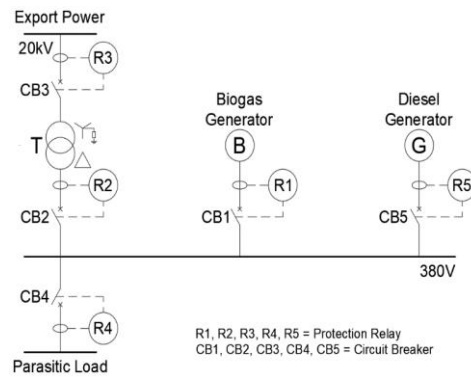 Export Power
20kV
R3
CB3
T
R2
CB2
Biogas
Generator
B
R1
CB1
Diesel
Generator
G
R5
CB5
380V
CB4
R4
Parasitic Load
R1, R2, R3, R4, R5 = Protection Relay
CB1, CB2, CB3, CB4, CB5 = Circuit Breaker